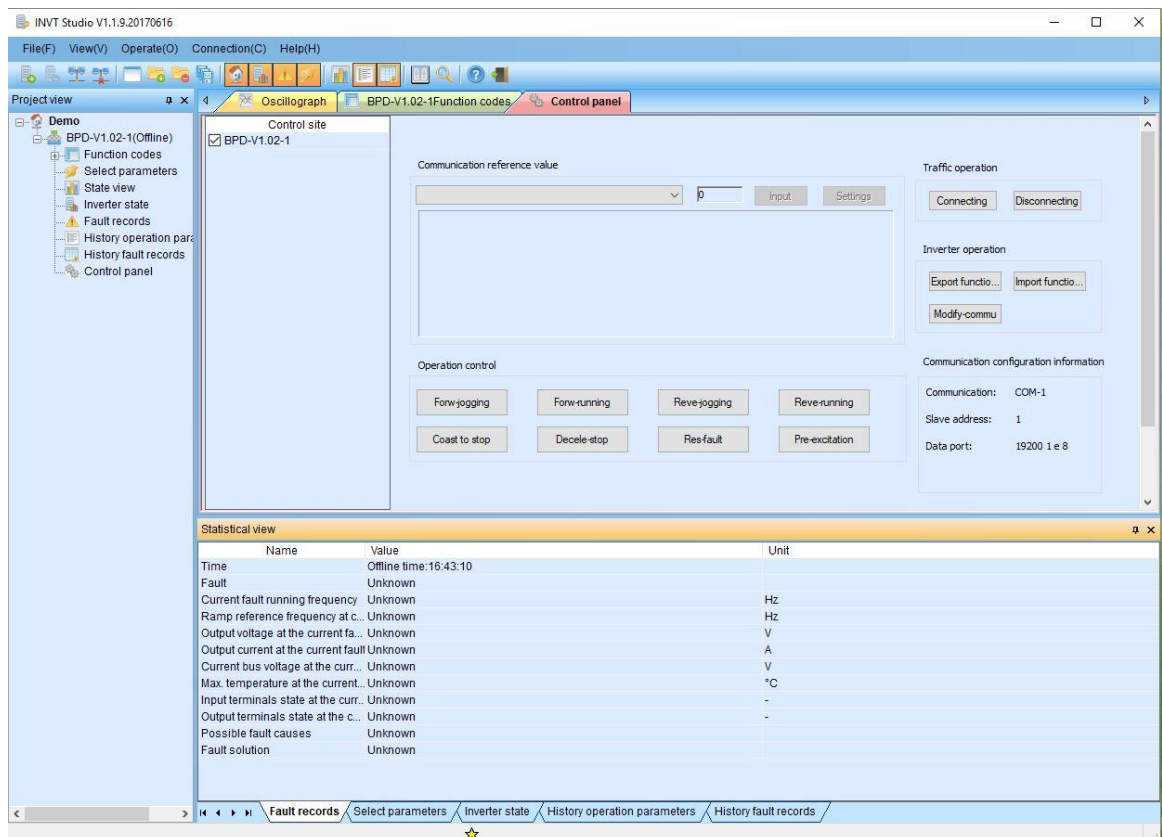 INVT Studio V1.1.9.20170616
File(F) View(V) Operate(O) Connection(C) Help(H)
Project view
Demo
BPD-V1.02-1(Offline)
Function codes
Select parameters
State view
Inverter state
Fault records
History operation para
History fault records
Control panel
Oscillograph BPD-V1.02-1Function codes Control panel
Control site
BPD-V1.02-1
Communication reference value
0 Input Settings
Operation control
Forw-jogging Forw-running Reve-jogging Reve-running
Coast to stop Decele-stop Res-fault Pre-excitation
Traffic operation
Connecting Disconnecting
Inverter operation
Export functio... Import functio...
Modify-commu
Communication configuration information
Communication: COM-1
Slave address: 1
Data port: 19200 1 e 8
Statistical view
Name Value Unit
Time Offline time:16:43:10
Fault Unknown
Current fault running frequency Unknown Hz
Ramp reference frequency at c... Unknown Hz
Output voltage at the current fa... Unknown V
Output current at the current fault Unknown A
Current bus voltage at the curr... Unknown V
Max. temperature at the current... Unknown °C
Input terminals state at the curr... Unknown -
Output terminals state at the c... Unknown -
Possible fault causes Unknown
Fault solution Unknown
Fault records Select parameters Inverter state History operation parameters History fault records